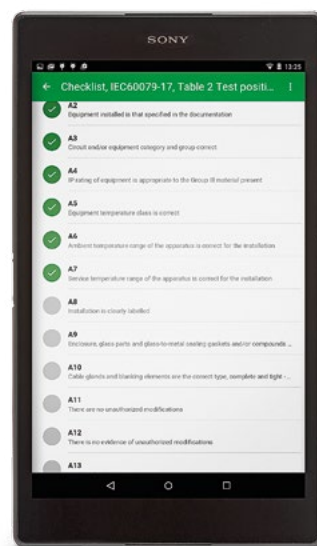 SONY
13:25
Checklist, IEC60079-17, Table 2 Test positi...
A2
Equipment installed is that specified in the documentation
A3
Circuit and/or equipment category and group correct
A4
IP rating of equipment is appropriate to the Group III material present
A5
Equipment temperature class is correct
A6
Ambient temperature range of the apparatus is correct for the installation
A7
Service temperature range of the apparatus is correct for the installation
A8
Installation is clearly labelled
A9
Enclosure, glass parts and glass-to-metal sealing gaskets and/or compounds ...
A10
Cable glands and blanking elements are the correct type, complete and tight -...
A11
There are no unauthorized modifications
A12
There is no evidence of unauthorized modifications
A13